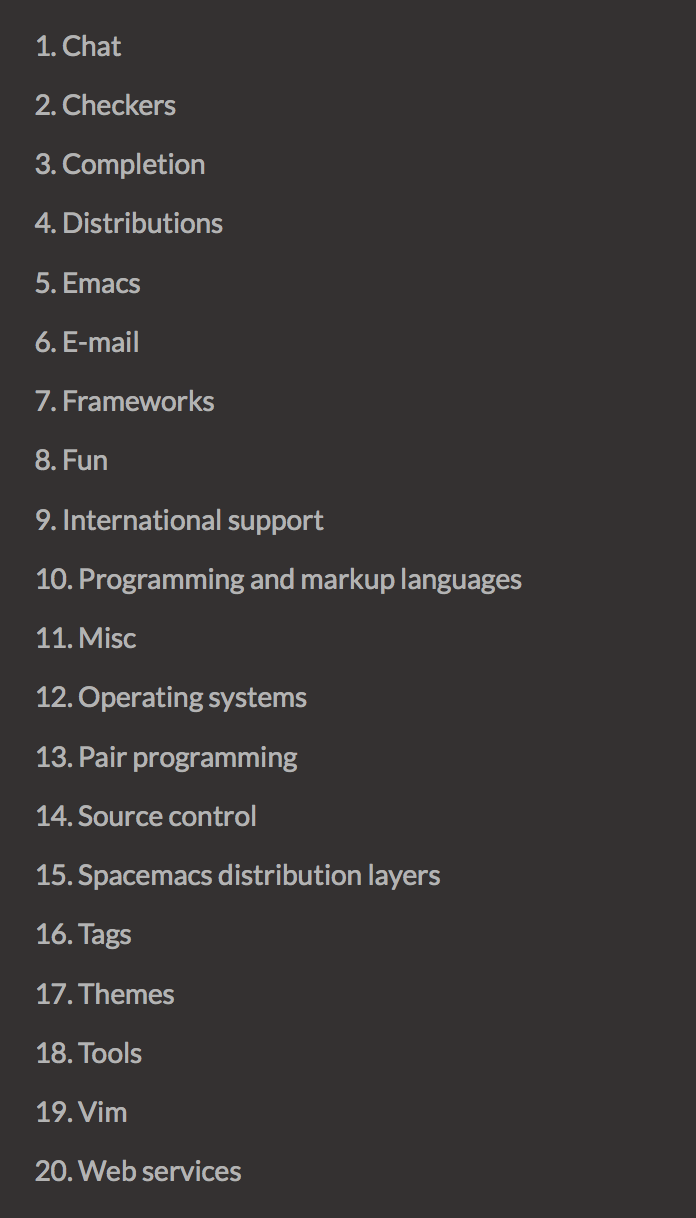 1. Chat
2. Checkers
3. Completion
4. Distributions
5. Emacs
6. E-mail
7. Frameworks
8. Fun
9. International support
10. Programming and markup languages
11. Misc
12. Operating systems
13. Pair programming
14. Source control
15. Spacemacs distribution layers
16. Tags
17. Themes
18. Tools
19. Vim
20. Web services